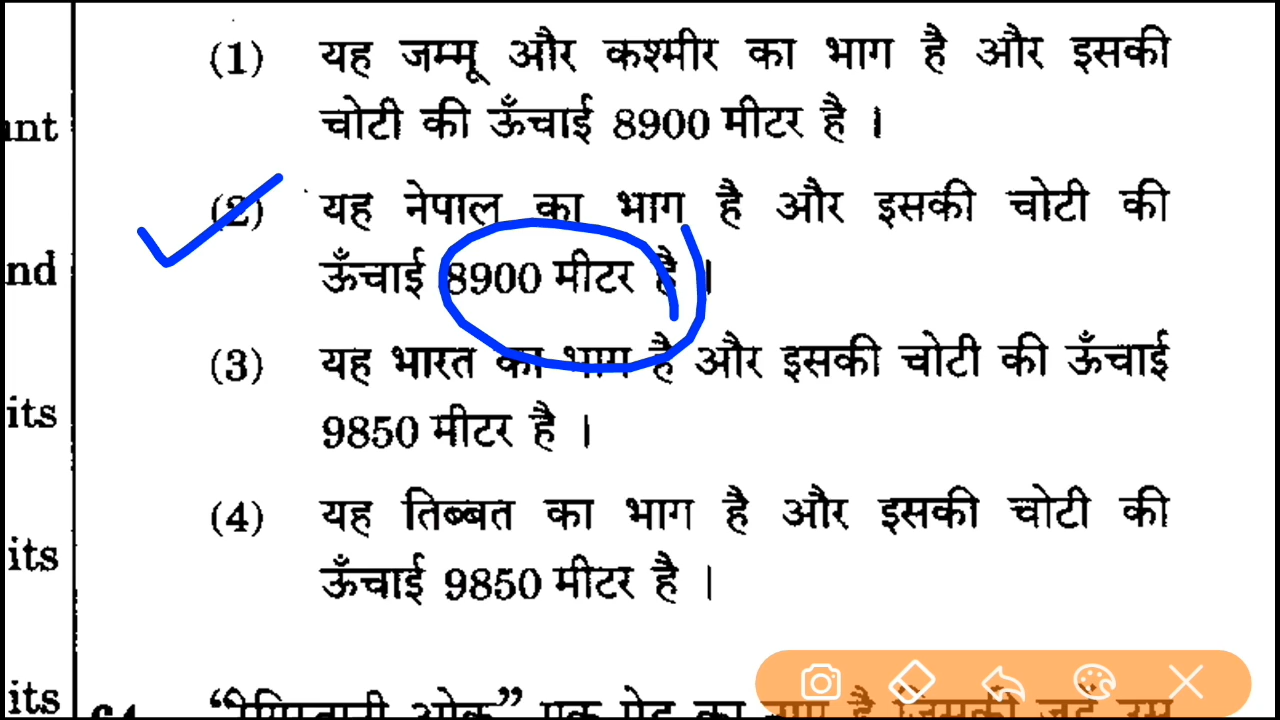 (1) यह जम्मू और कश्मीर का भाग है और इसकी
चोटी की ऊँचाई 8900 मीटर है ।
(2) यह नेपाल का भाग है और इसकी चोटी की
ऊँचाई 8900 मीटर है ।
(3) यह भारत का भाग है और इसकी चोटी की ऊँचाई
9850 मीटर है ।
(4) यह तिब्बत का भाग है और इसकी चोटी की
ऊँचाई 9850 मीटर है ।
nd
its
its
its